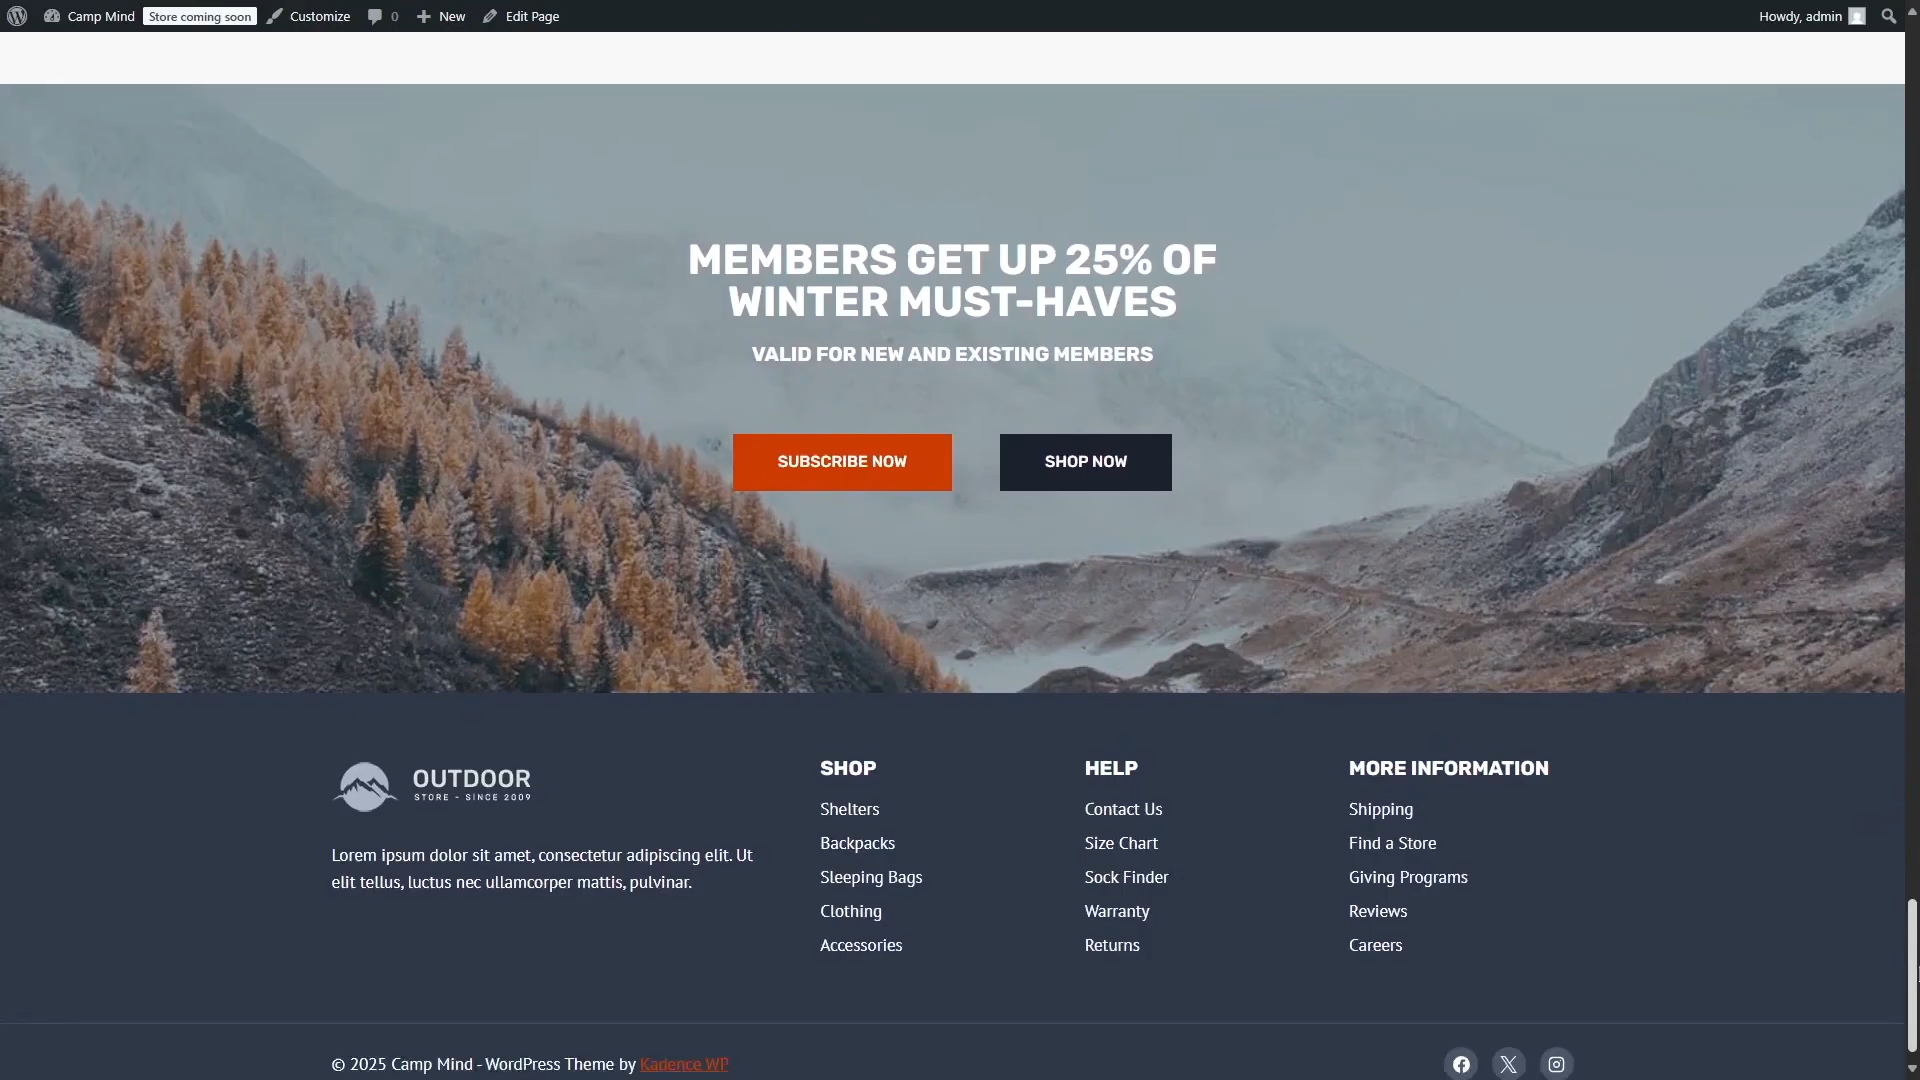 Camp Mind Store coming soon Customize 0 New Edit Page Howdy, admin
MEMBERS GET UP 25% OF
WINTER MUST-HAVES
VALID FOR NEW AND EXISTING MEMBERS
SUBSCRIBE NOW SHOP NOW
OUTDOOR
STORE - SINCE 2009
Lorem ipsum dolor sit amet, consectetur adipiscing elit. Ut
elit tellus, luctus nec ullamcorper mattis, pulvinar.
SHOP
Shelters
Backpacks
Sleeping Bags
Clothing
Accessories
HELP
Contact Us
Size Chart
Sock Finder
Warranty
Returns
MORE INFORMATION
Shipping
Find a Store
Giving Programs
Reviews
Careers
© 2025 Camp Mind - WordPress Theme by Kadence WP